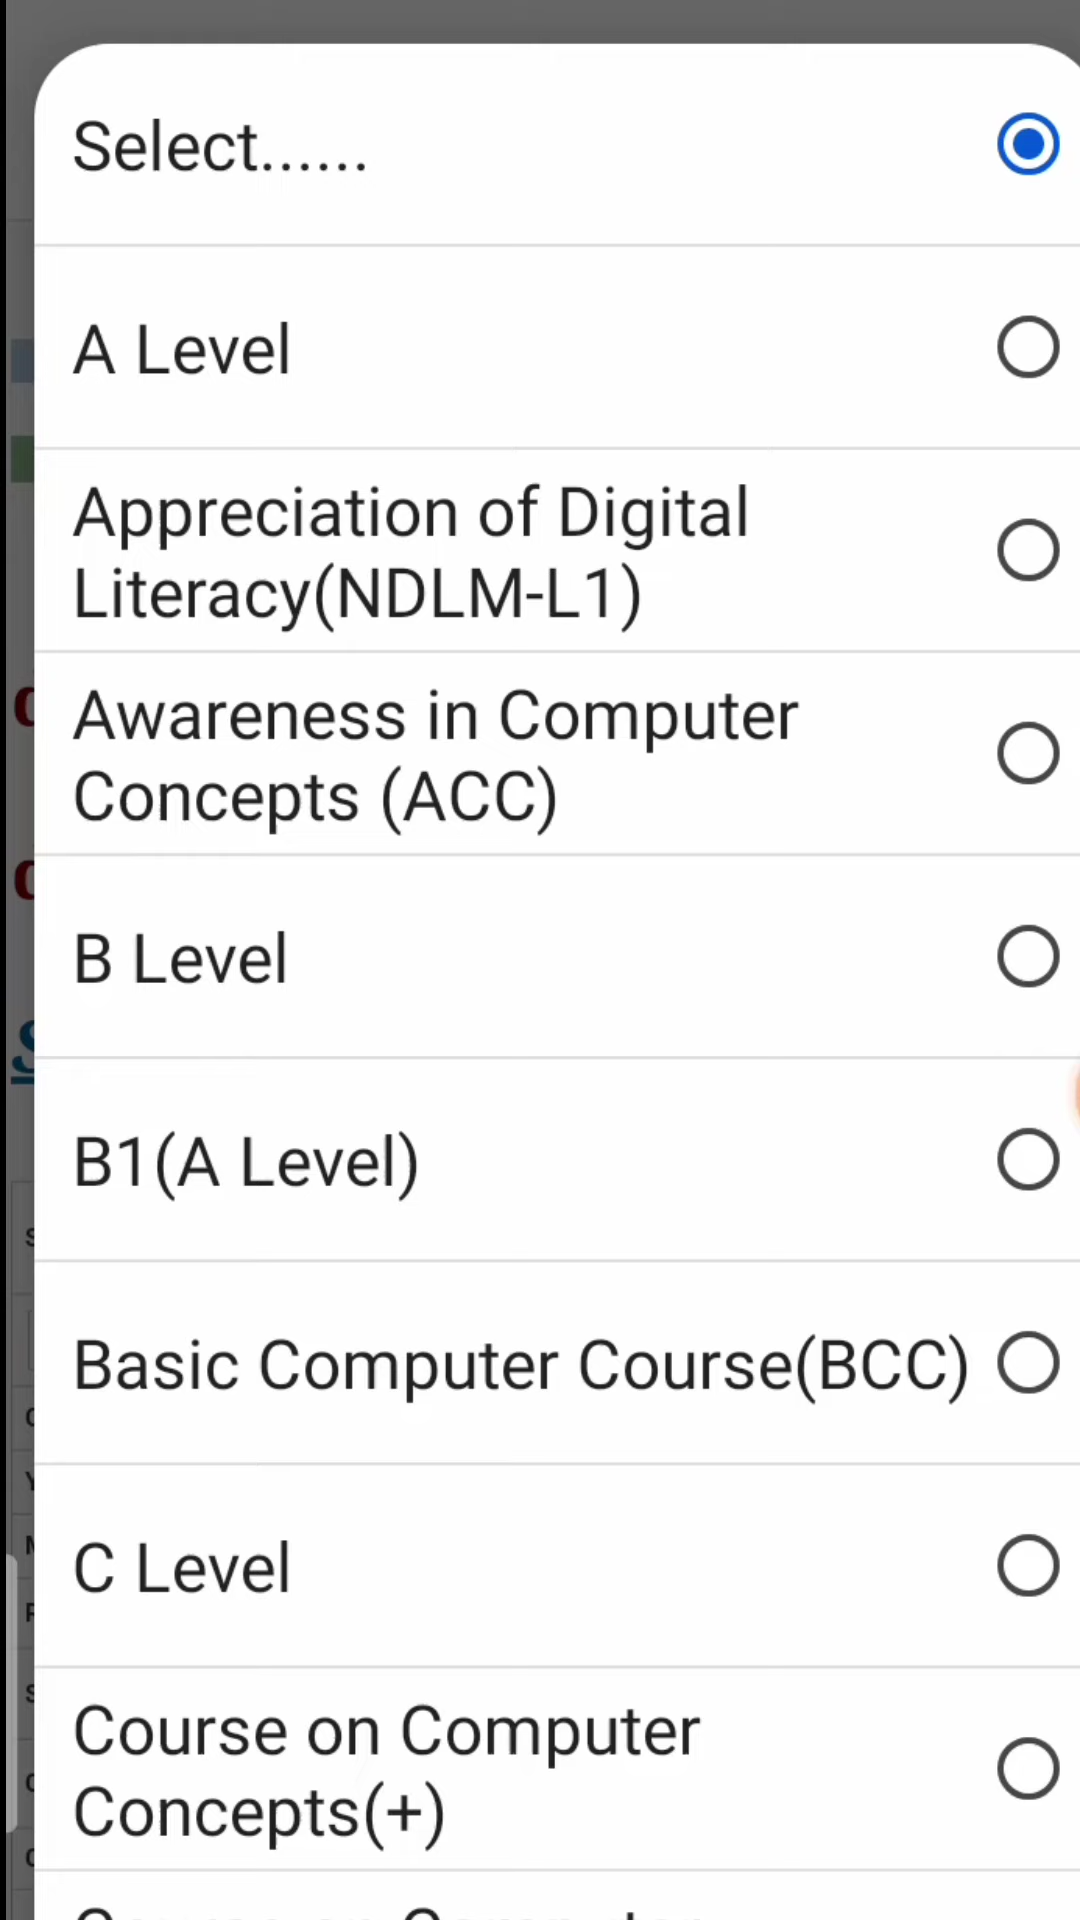 Select......
A Level
Appreciation of Digital
Literacy(NDLM-L1)
Awareness in Computer
Concepts (ACC)
B Level
B1(A Level)
Basic Computer Course(BCC)
C Level
Course on Computer
Concepts(+)